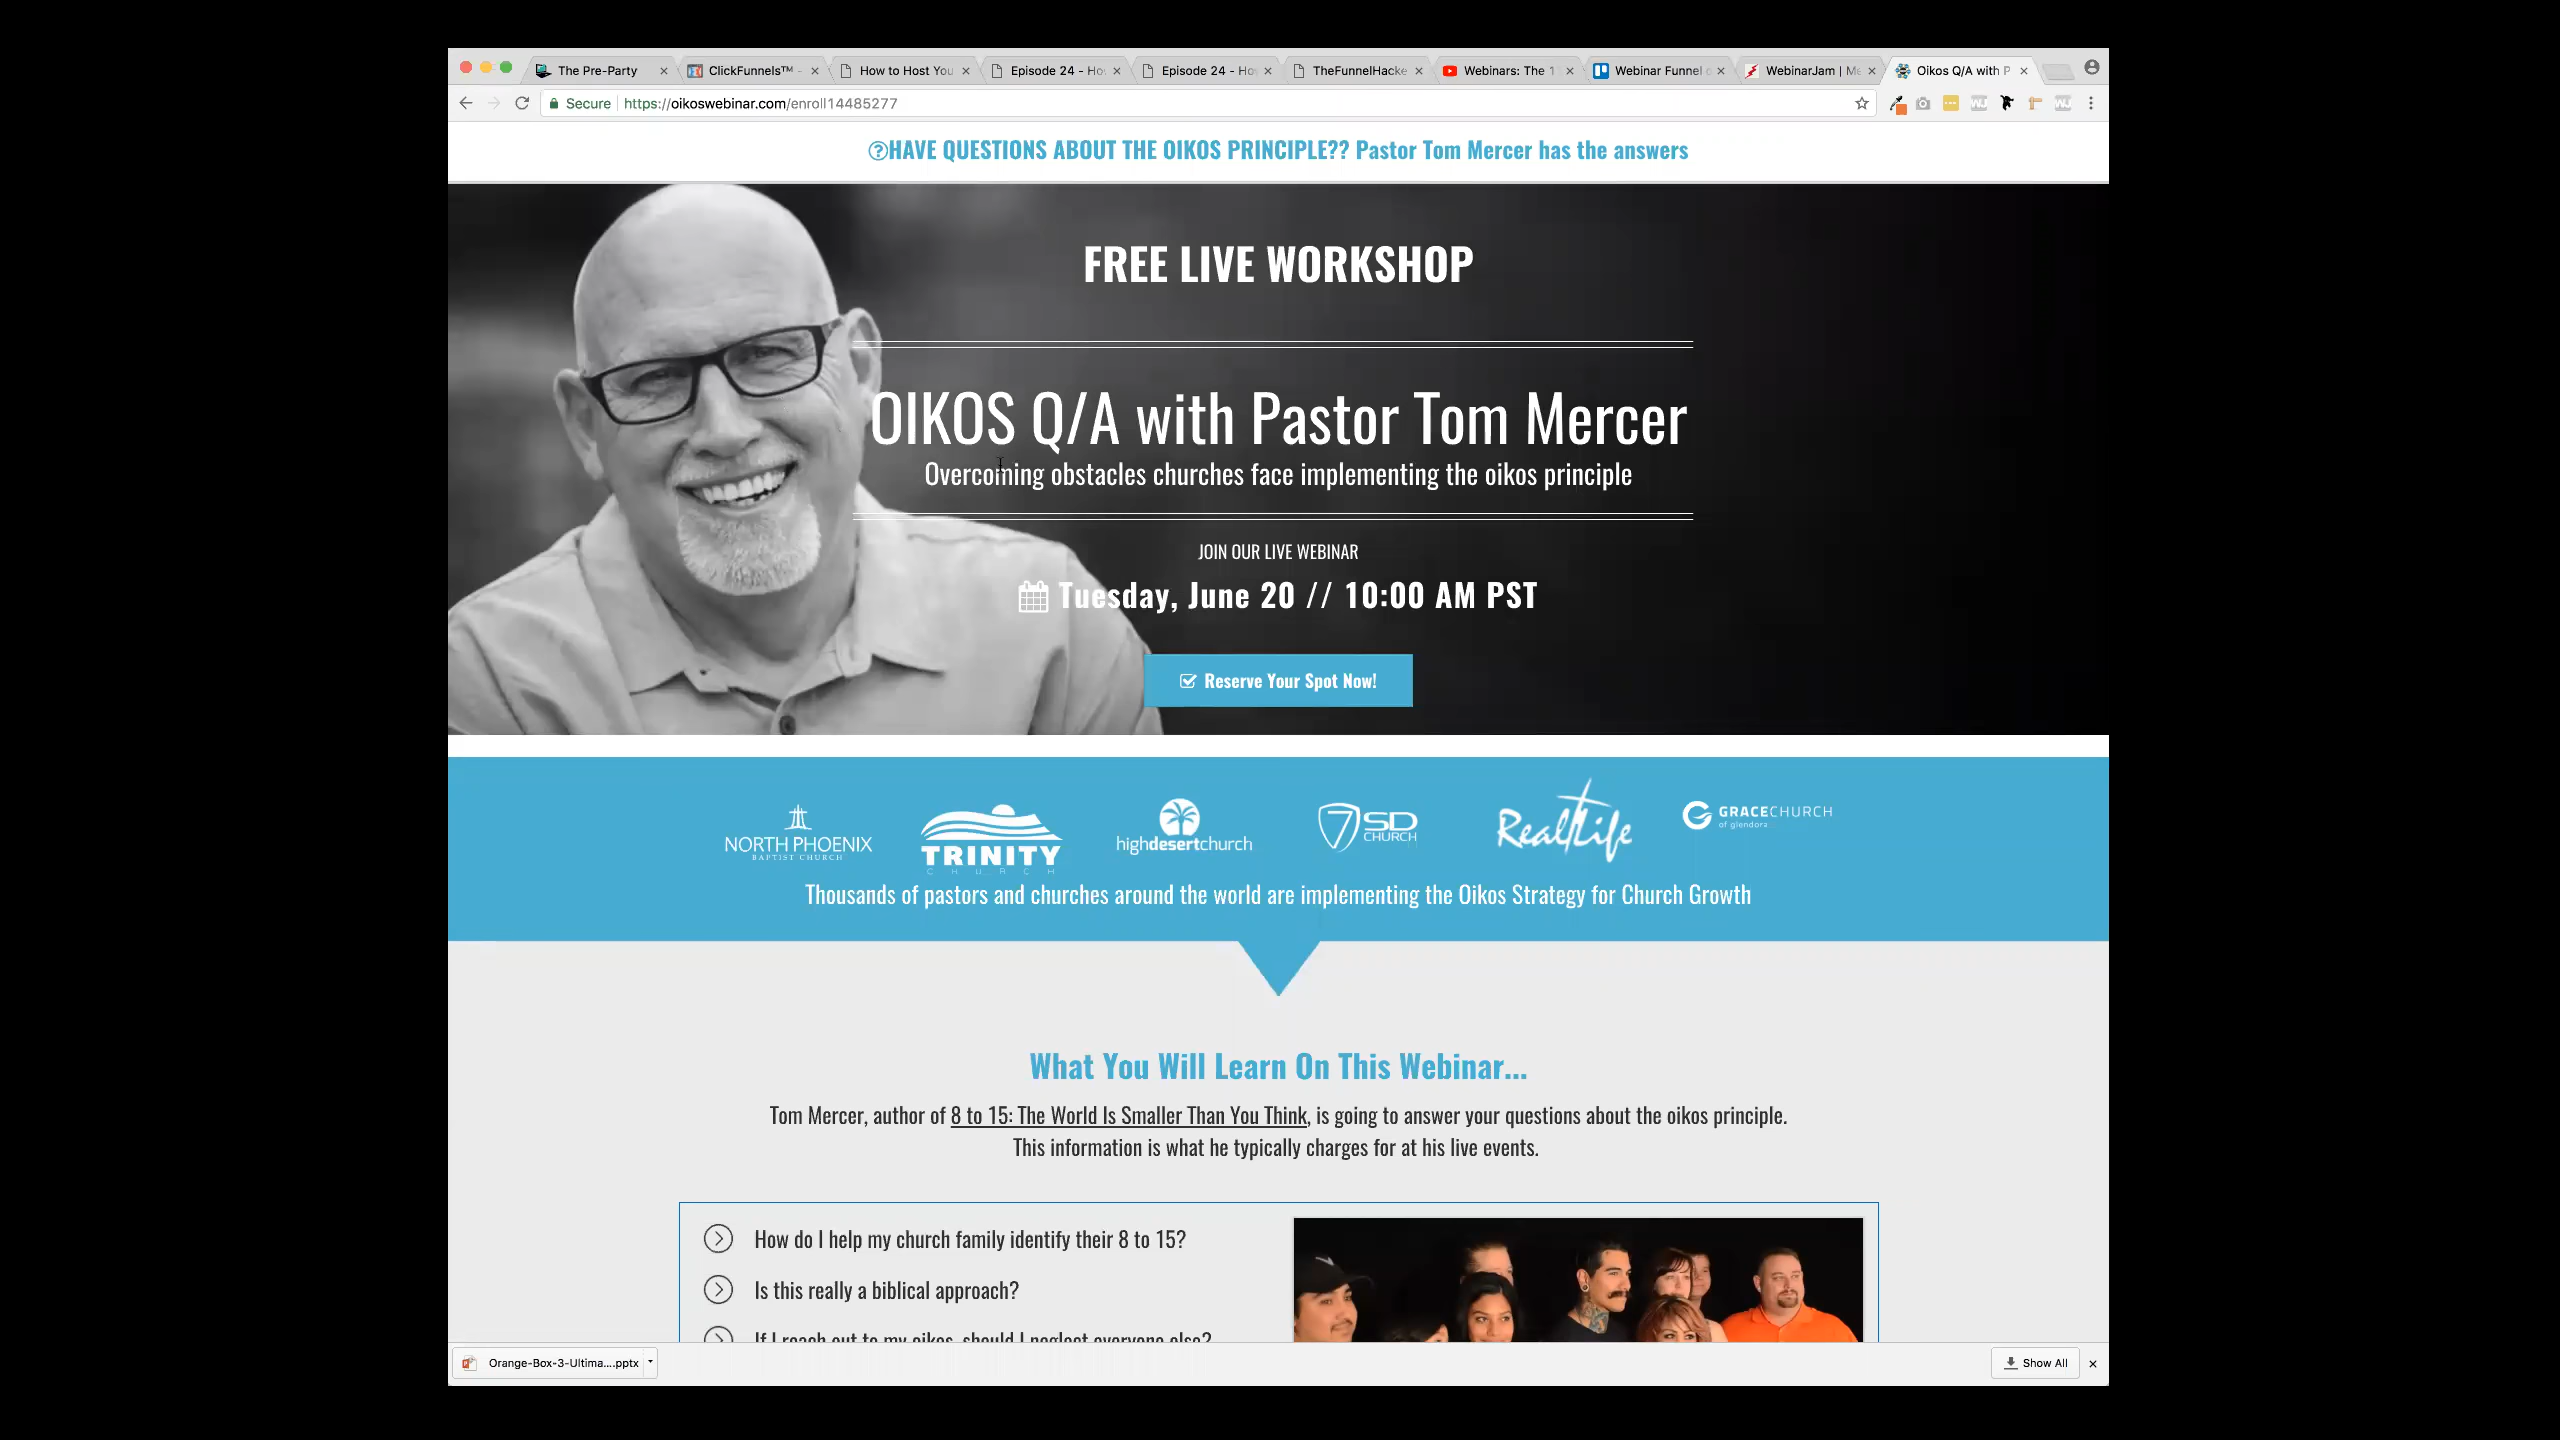 The Pre-Party
ClickFunnels™ -
How to Host You
Episode 24 - Ho
Episode 24 - Ho
TheFunnelHacke
Webinars: The 1
Webinar Funnel
WebinarJam | Me
Oikos Q/A with P
Secure
https://oikoswebinar.com/enroll14485277
HAVE QUESTIONS ABOUT THE OIKOS PRINCIPLE?? Pastor Tom Mercer has the answers
FREE LIVE WORKSHOP
OIKOS Q/A with Pastor Tom Mercer
Overcoming obstacles churches face implementing the oikos principle
JOIN OUR LIVE WEBINAR
Tuesday, June 20 // 10:00 AM PST
Reserve Your Spot Now!
NORTH PHOENIX
BAPTIST CHURCH
TRINITY
CHURCH
highdesertchurch
7 SD
CHURCH
RealLife
GRACECHURCH
of glendora
Thousands of pastors and churches around the world are implementing the Oikos Strategy for Church Growth
What You Will Learn On This Webinar...
Tom Mercer, author of 8 to 15: The World Is Smaller Than You Think, is going to answer your questions about the oikos principle.
This information is what he typically charges for at his live events.
How do I help my church family identify their 8 to 15?
Is this really a biblical approach?
If I reach out to my oikos, should I neglect everyone else?
Orange-Box-3-Ultima....pptx
Show All